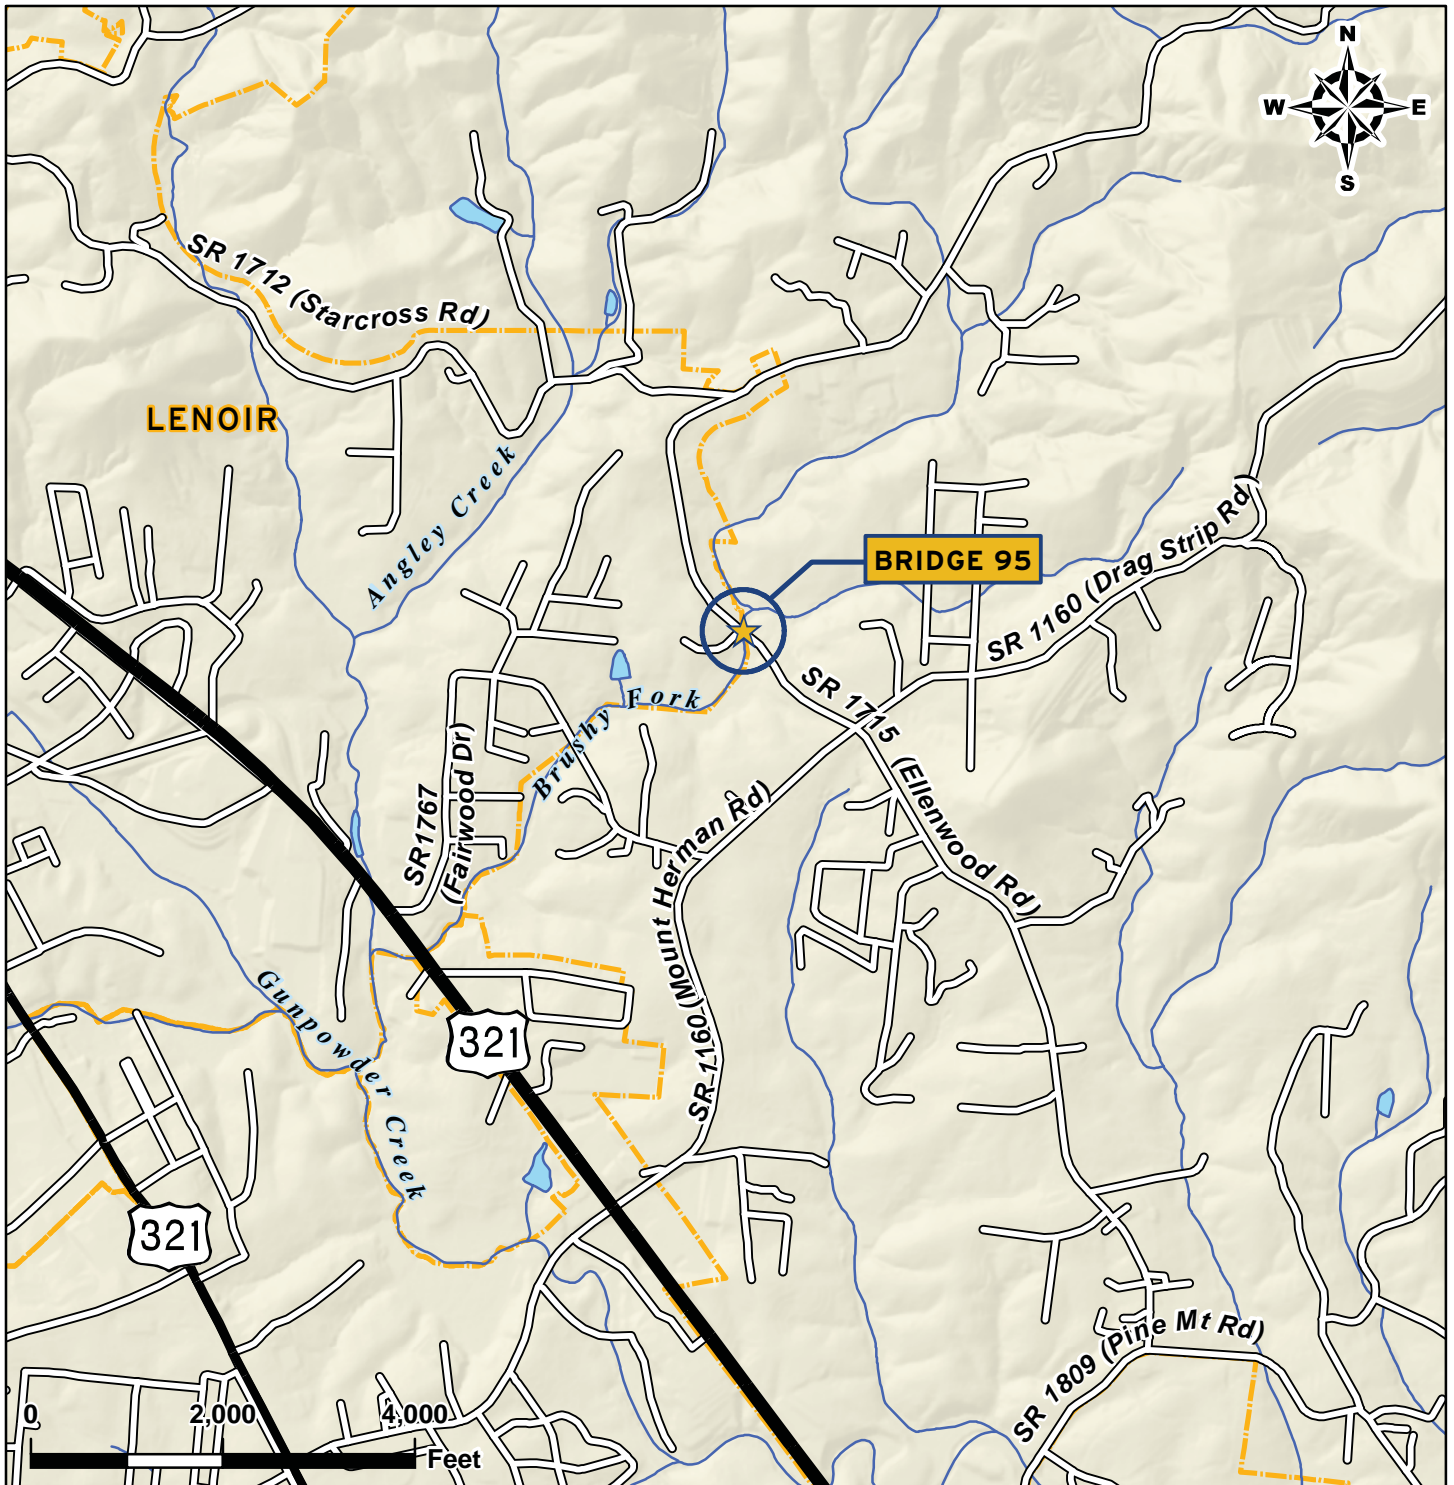 N
W E
S
SR 1712 (Starcross Rd)
LENOIR
Angley Creek
BRIDGE 95
SR 1160 (Drag Strip Rd)
Brushy Fork
SR 1715 (Ellenwood Rd)
SR1767
(Fairwood Dr)
SR 1160 (Mount Herman Rd)
Gunpowder Creek
321
321
SR 1809 (Pine Mt Rd)
0 2,000 4,000
Feet